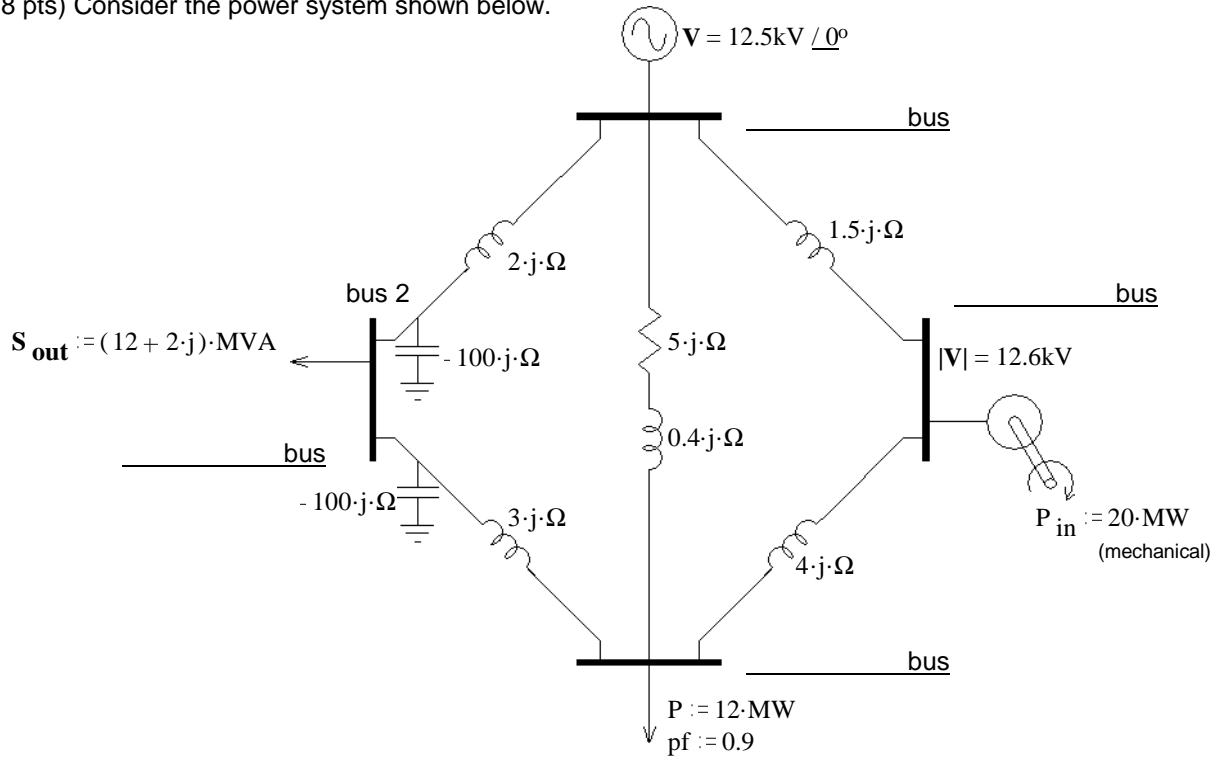 8 pts) Consider the power system shown below.
V = 12.5kV / 0º
bus
2·j·Ω
1.5·j·Ω
bus 2
bus
S out := (12 + 2·j)·MVA
- 100·j·Ω
5·j·Ω
|V| = 12.6kV
0.4·j·Ω
bus
- 100·j·Ω
3·j·Ω
4·j·Ω
P in := 20·MW
(mechanical)
bus
P := 12·MW
pf := 0.9